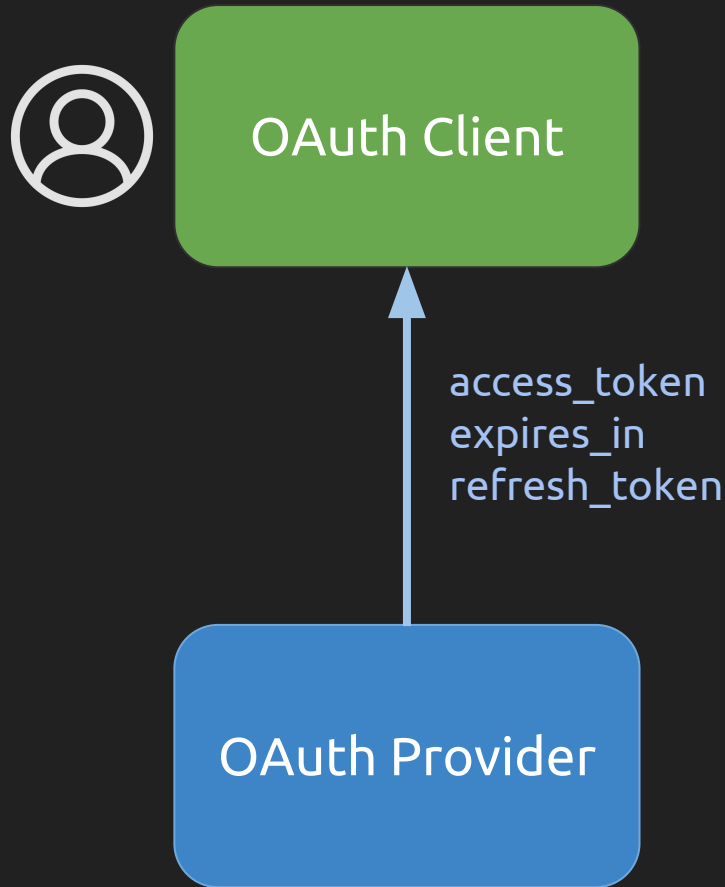 OAuth Client
access_token
expires_in
refresh_token
OAuth Provider